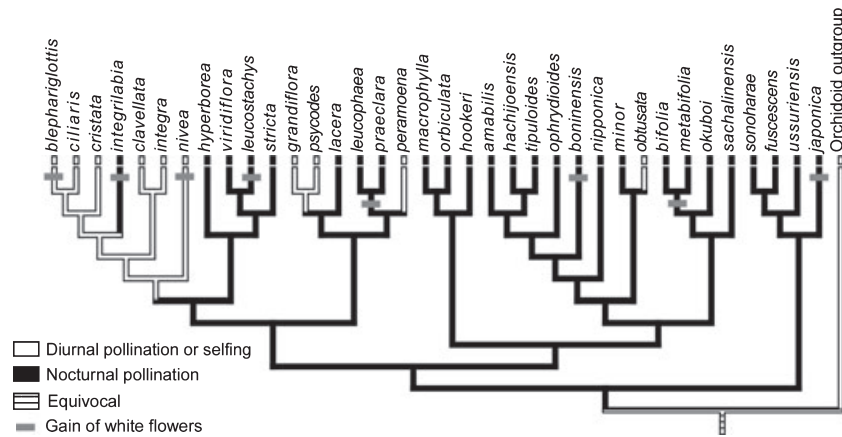 blephariglottis
ciliaris
cristata
integrilabia
clavellata
integra
nivea
hyperborea
viridiflora
leucostachys
stricta
grandiflora
psycodes
lacera
leucophaea
praeclara
peramoena
macrophylla
orbiculata
hookeri
amabilis
hachijoensis
tipuloides
ophrydioides
boninensis
nipponica
minor
obtusata
bifolia
metabifolia
okuboi
sachalinensis
sonoharae
fuscescens
ussuriensis
japonica
Orchidoid outgroup
Diurnal pollination or selfing
Nocturnal pollination
Equivocal
Gain of white flowers